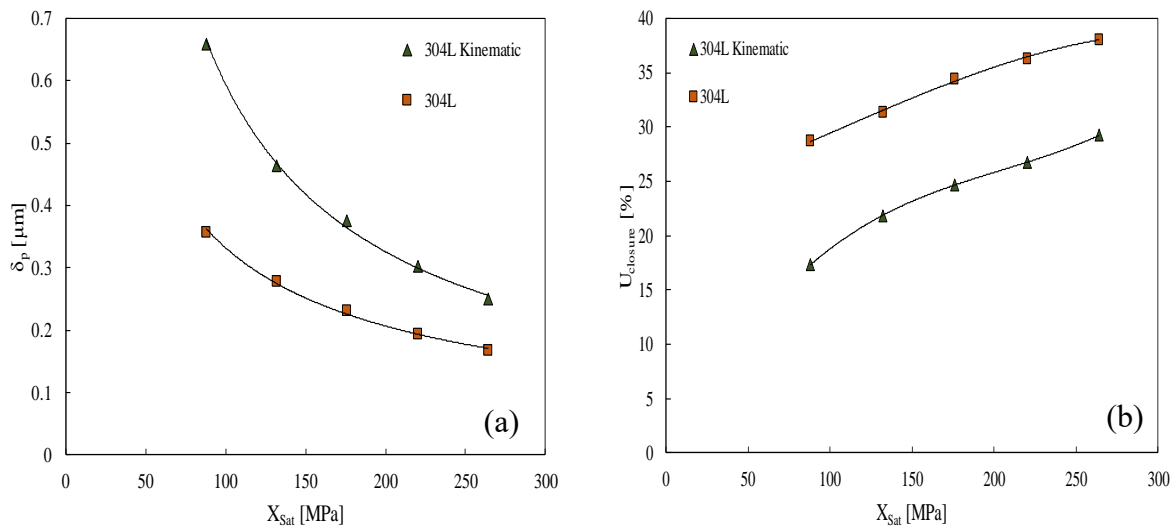 0.7
0.6
0.5
0.4
0.3
0.2
0.1
0
δp [µm]
304L Kinematic
304L
(a)
0 50 100 150 200 250 300
XSat [MPa]
40
35
30
25
20
15
10
5
0
Uclosure [%]
304L Kinematic
304L
(b)
0 50 100 150 200 250 300
XSat [MPa]